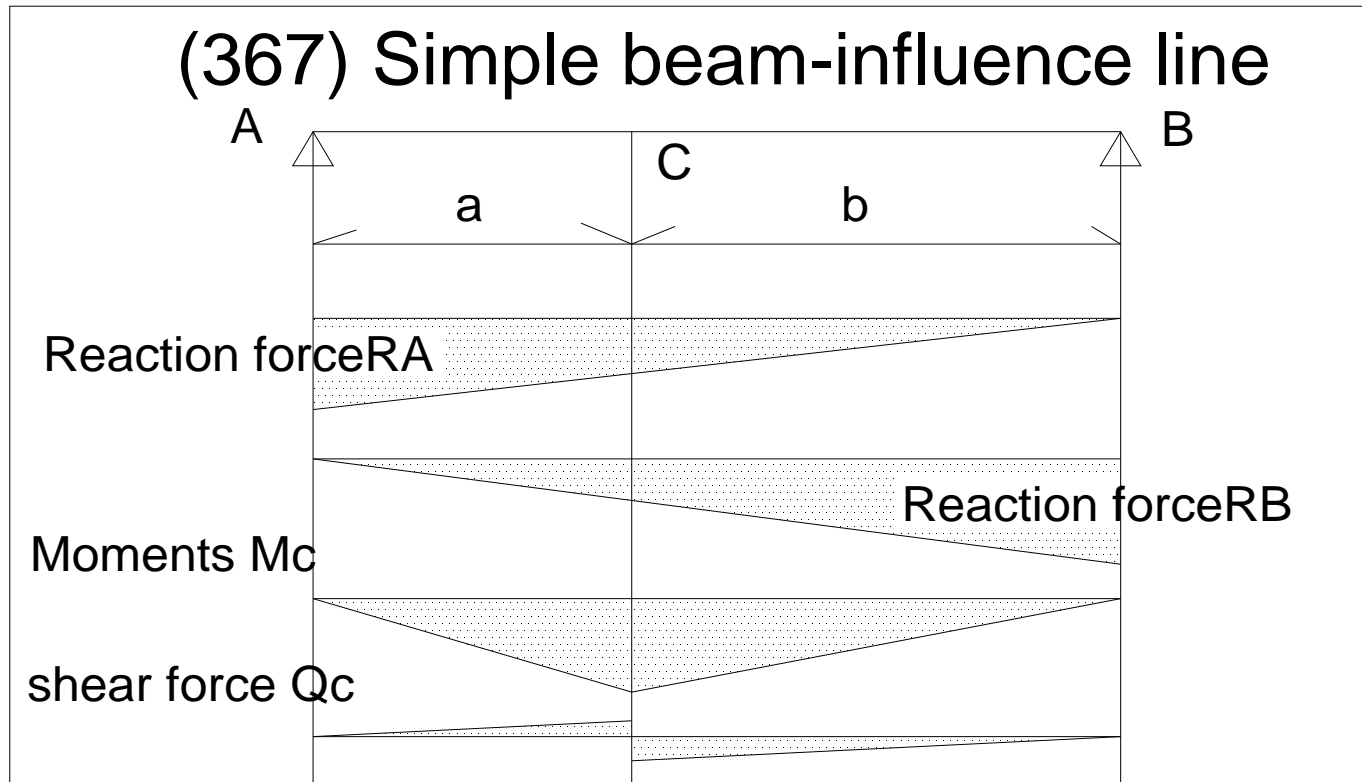 (367) Simple beam-influence line
A
B
C
a
b
Reaction forceRA
Reaction forceRB
Moments Mc
shear force Qc